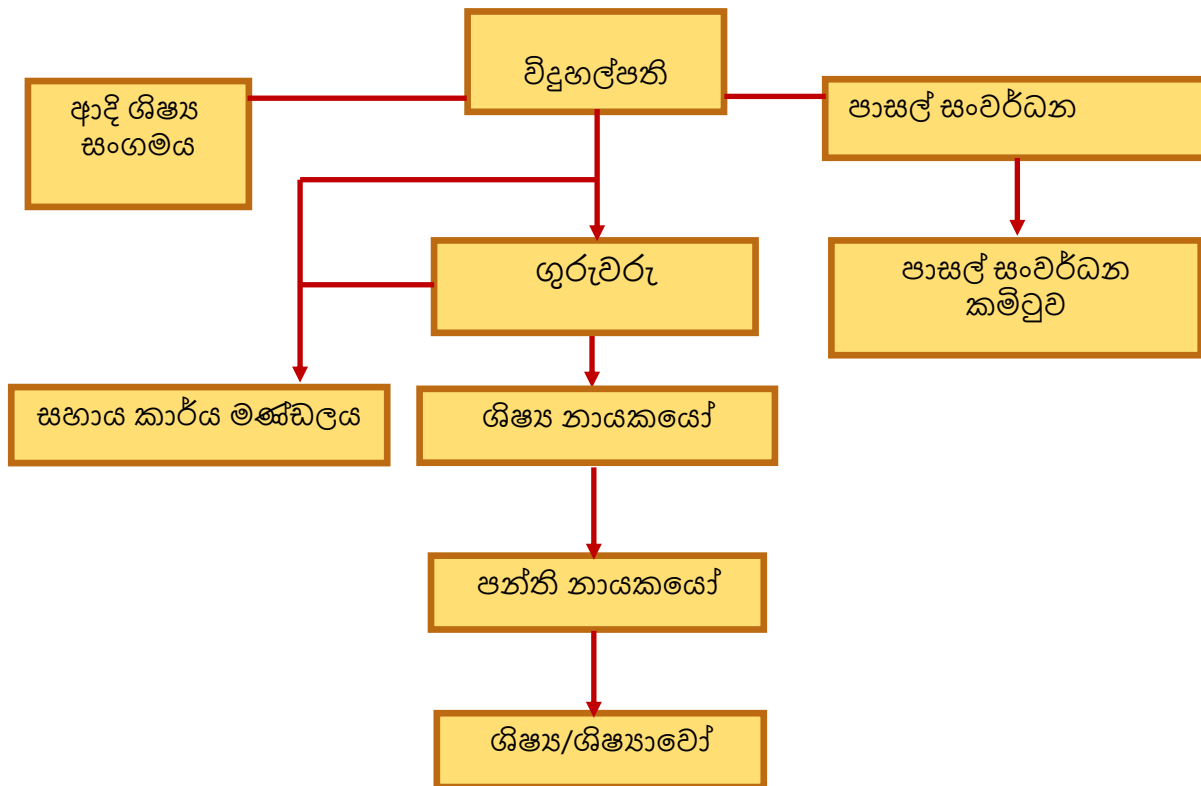 විදුහල්පති
ආදි ශිෂ්‍ය
සංගමය
පාසල් සංවර්ධන
ගුරුවරු
පාසල් සංවර්ධන
කමිටුව
සහාය කාර්ය මණ්ඩලය
ශිෂ්‍ය නායකයෝ
පන්ති නායකයෝ
ශිෂ්‍ය/ශිෂ්‍යාවෝ